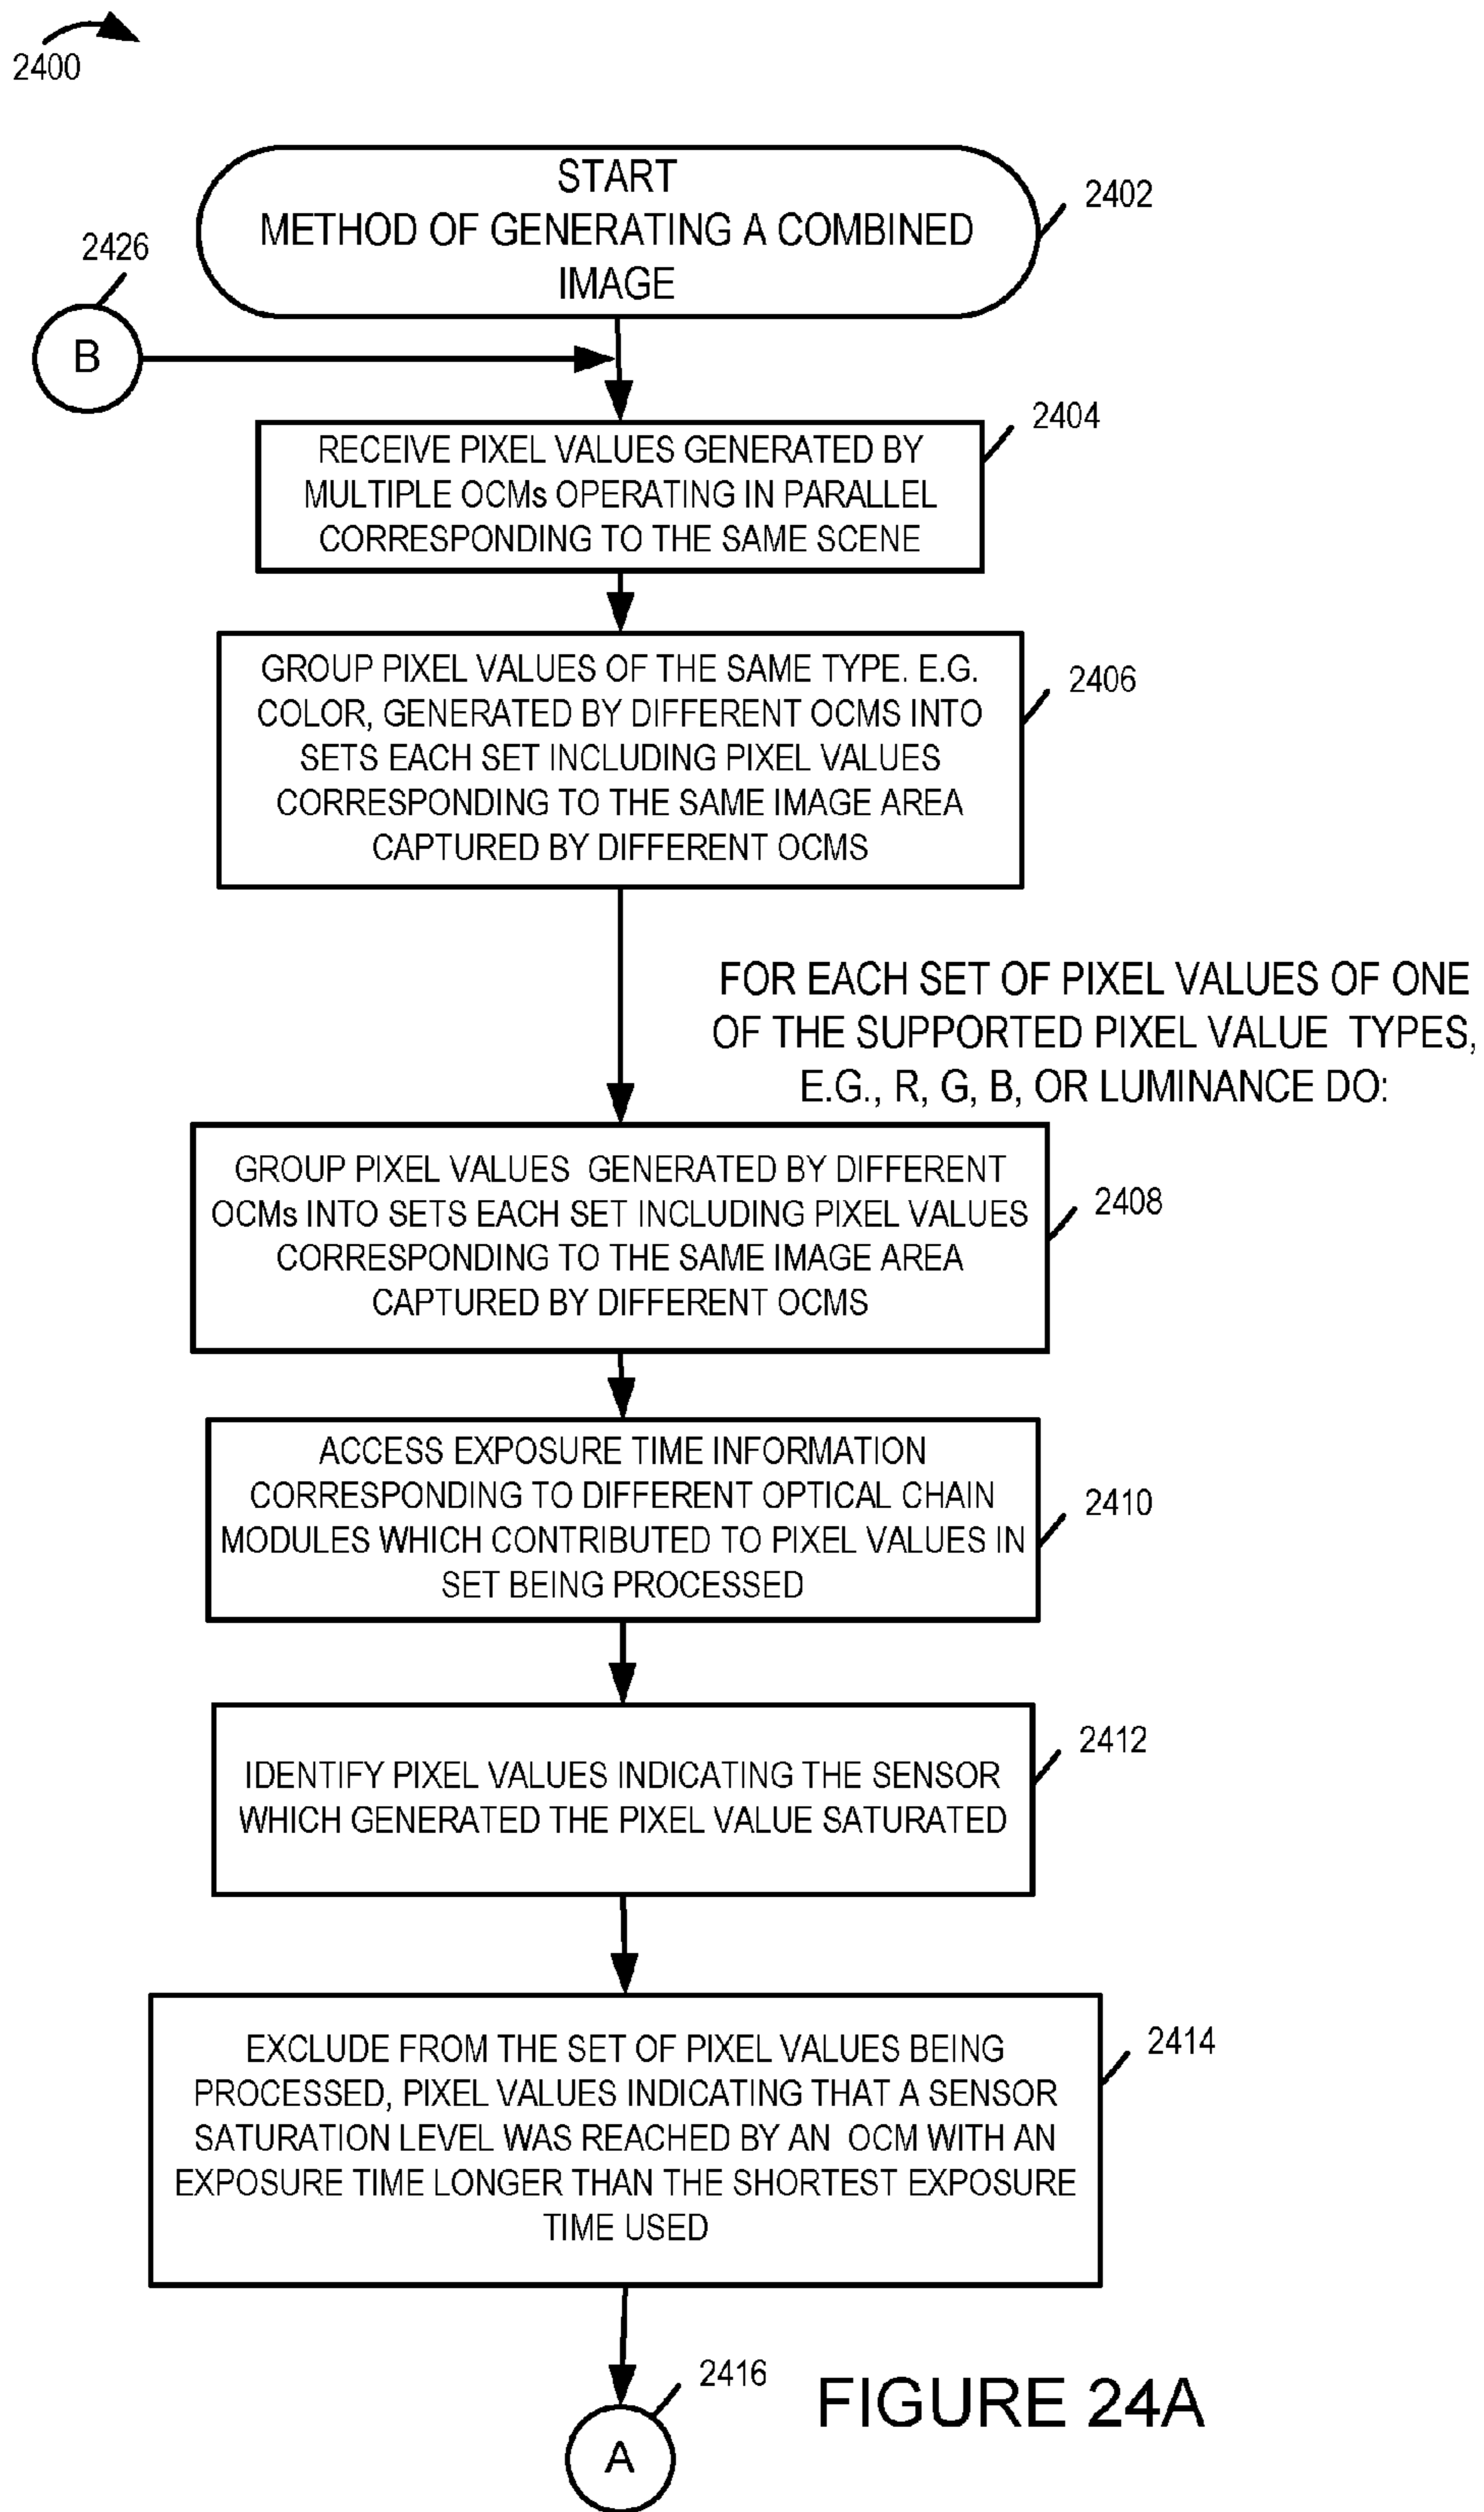 2400
START
METHOD OF GENERATING A COMBINED
IMAGE
2402
2426
B
RECEIVE PIXEL VALUES GENERATED BY
MULTIPLE OCMs OPERATING IN PARALLEL
CORRESPONDING TO THE SAME SCENE
2404
GROUP PIXEL VALUES OF THE SAME TYPE. E.G.
COLOR, GENERATED BY DIFFERENT OCMS INTO
SETS EACH SET INCLUDING PIXEL VALUES
CORRESPONDING TO THE SAME IMAGE AREA
CAPTURED BY DIFFERENT OCMS
2406
FOR EACH SET OF PIXEL VALUES OF ONE
OF THE SUPPORTED PIXEL VALUE TYPES,
E.G., R, G, B, OR LUMINANCE DO:
GROUP PIXEL VALUES GENERATED BY DIFFERENT
OCMs INTO SETS EACH SET INCLUDING PIXEL VALUES
CORRESPONDING TO THE SAME IMAGE AREA
CAPTURED BY DIFFERENT OCMS
2408
ACCESS EXPOSURE TIME INFORMATION
CORRESPONDING TO DIFFERENT OPTICAL CHAIN
MODULES WHICH CONTRIBUTED TO PIXEL VALUES IN
SET BEING PROCESSED
2410
IDENTIFY PIXEL VALUES INDICATING THE SENSOR
WHICH GENERATED THE PIXEL VALUE SATURATED
2412
EXCLUDE FROM THE SET OF PIXEL VALUES BEING
PROCESSED, PIXEL VALUES INDICATING THAT A SENSOR
SATURATION LEVEL WAS REACHED BY AN OCM WITH AN
EXPOSURE TIME LONGER THAN THE SHORTEST EXPOSURE
TIME USED
2414
2416
A
FIGURE 24A